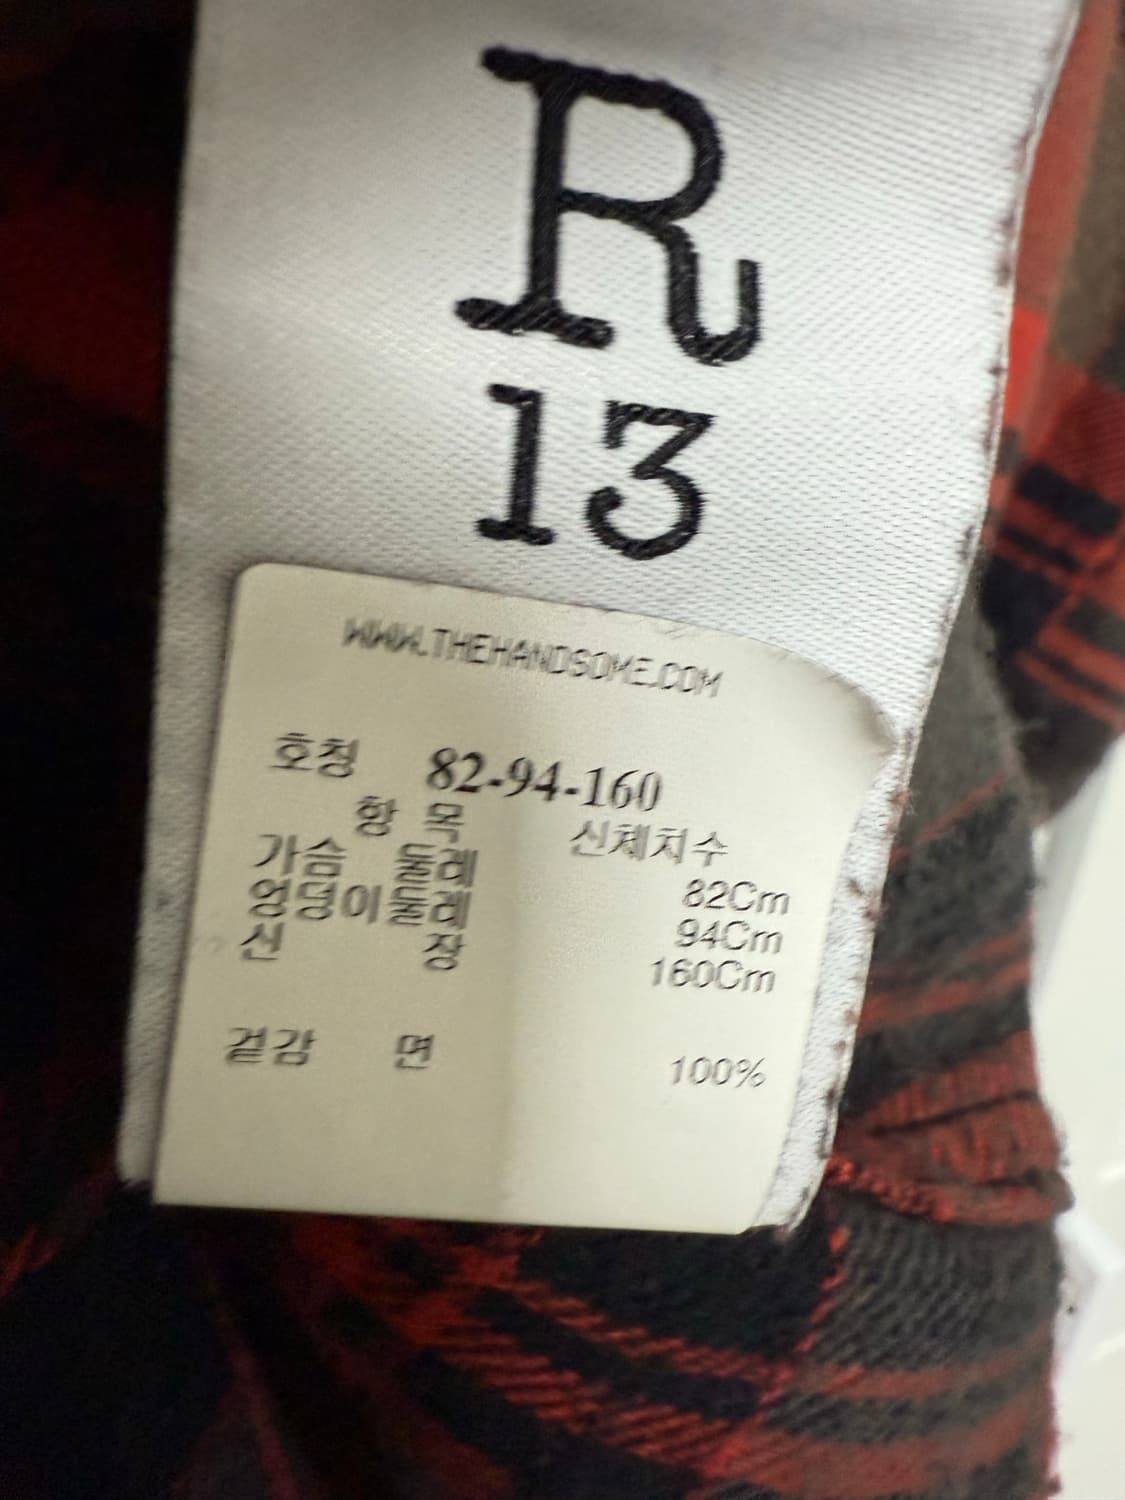 R
13
WWW.THEHANDSOME.COM
호칭 82-94-160
항 목 신체치수
가슴 둘레 82Cm
엉덩이 둘레 94Cm
신 장 160Cm
겉감 면 100%